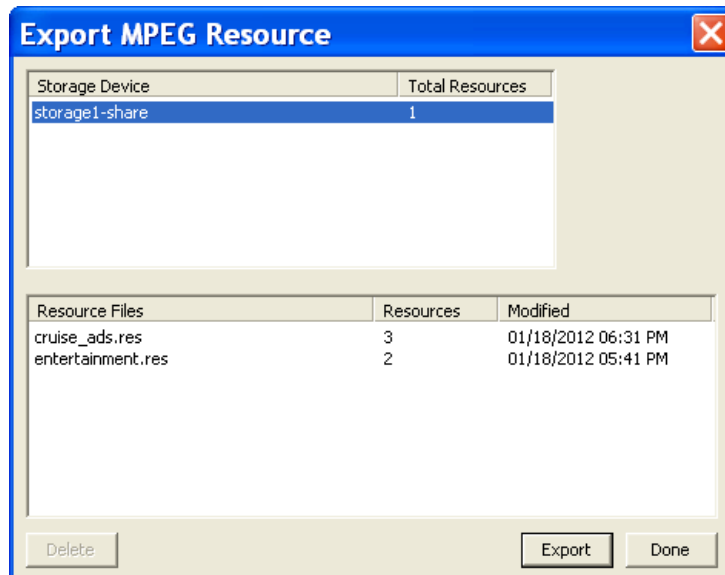 Export MPEG Resource
Storage Device Total Resources
storage1-share 1
Resource Files Resources Modified
cruise_ads.res 3 01/18/2012 06:31 PM
entertainment.res 2 01/18/2012 05:41 PM
Delete Export Done